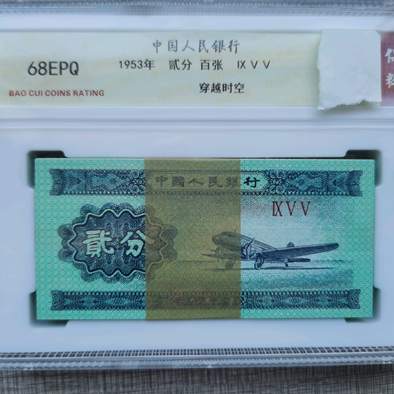 中国人民银行
68EPQ
1953年 贰分 百张 IX V V
BAO CUI COINS RATING
穿越时空
中國人民银行
IX V V
贰分